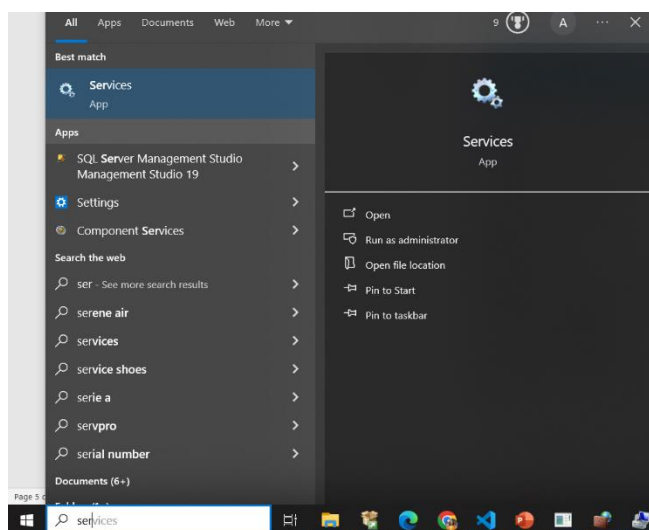 All Apps Documents Web More
9
A
Best match
Services
App
Apps
SQL Server Management Studio
Management Studio 19
Settings
Component Services
Search the web
ser - See more search results
serene air
services
service shoes
serie a
servpro
serial number
Documents (6+)
Services
App
Open
Run as administrator
Open file location
Pin to Start
Pin to taskbar
Page 5
services